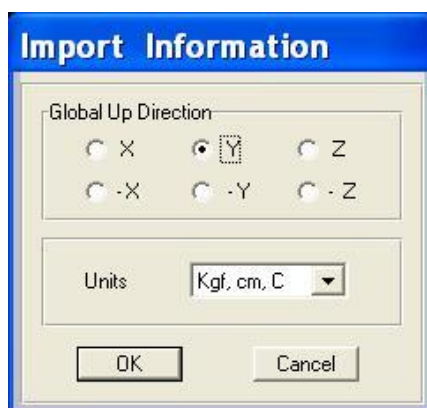 Import Information
Global Up Direction
X Y Z
-X -Y - Z
Units Kgf, cm, C
OK Cancel